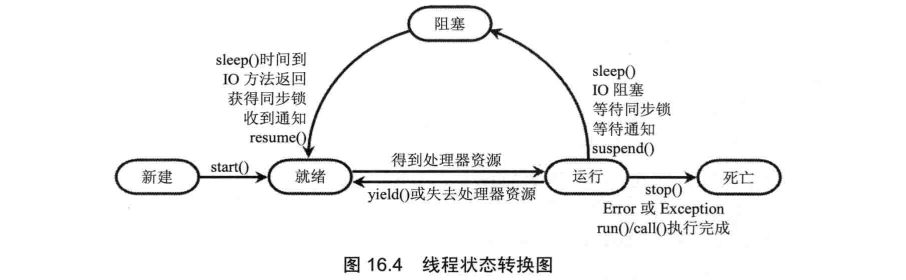 阻塞
sleep()时间到
IO 方法返回
获得同步锁
收到通知
resume()
sleep()
IO 阻塞
等待同步锁
等待通知
suspend()
新建
start()
就绪
得到处理器资源
yield()或失去处理器资源
运行
stop()
Error 或 Exception
run()/call()执行完成
死亡
图 16.4 线程状态转换图